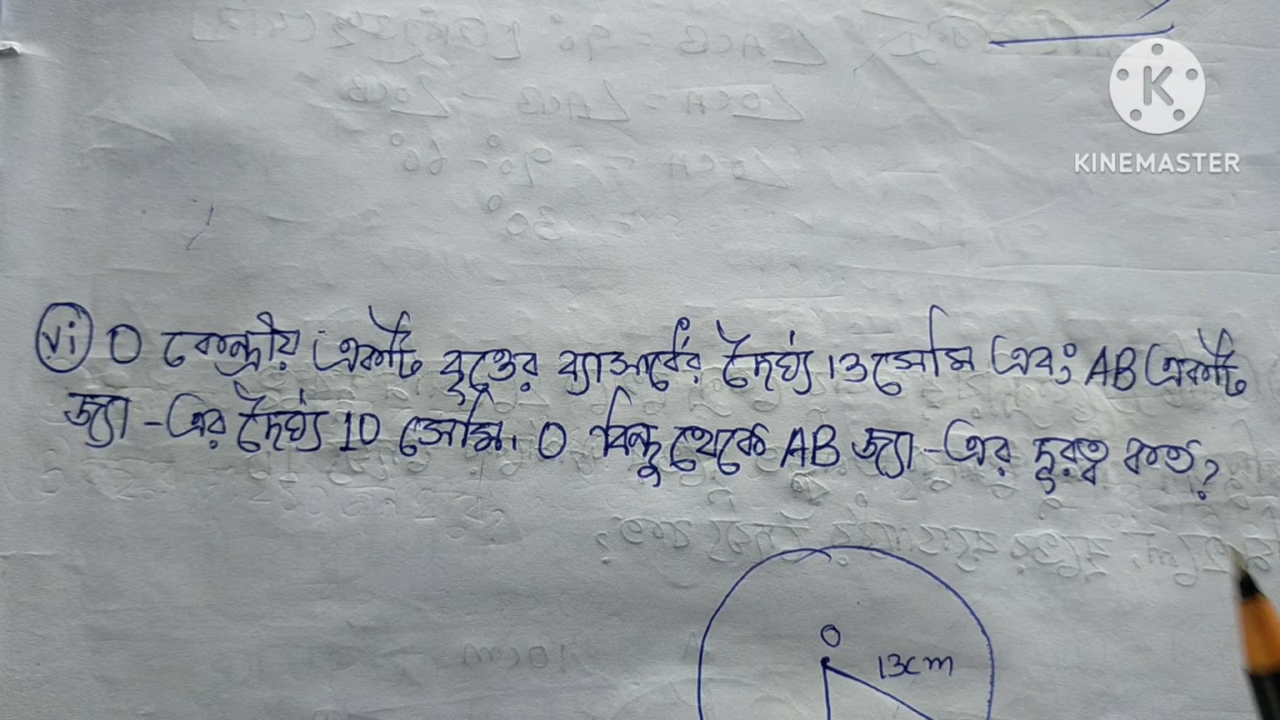 KINEMASTER
(vi) O কেন্দ্রীয় একটি বৃত্তের ব্যাসার্ধের দৈর্ঘ্য 13 সেমি এবং AB একটি
জ্যা-এর দৈর্ঘ্য 10 সেমি। O বিন্দু থেকে AB জ্যা-এর দূরত্ব কত?
O
13cm